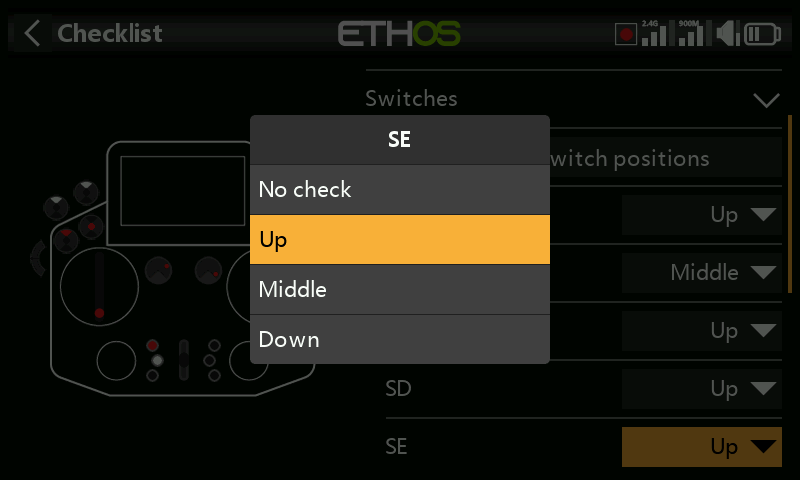 Checklist
ETHOS
2.4G
900M
Switches
witch positions
SE
No check
Up
Middle
Down
Up
Middle
Up
SD
Up
SE
Up